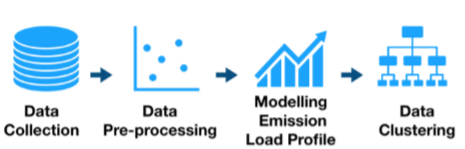 Data
Collection
Data
Pre-processing
Modelling
Emission
Load Profile
Data
Clustering